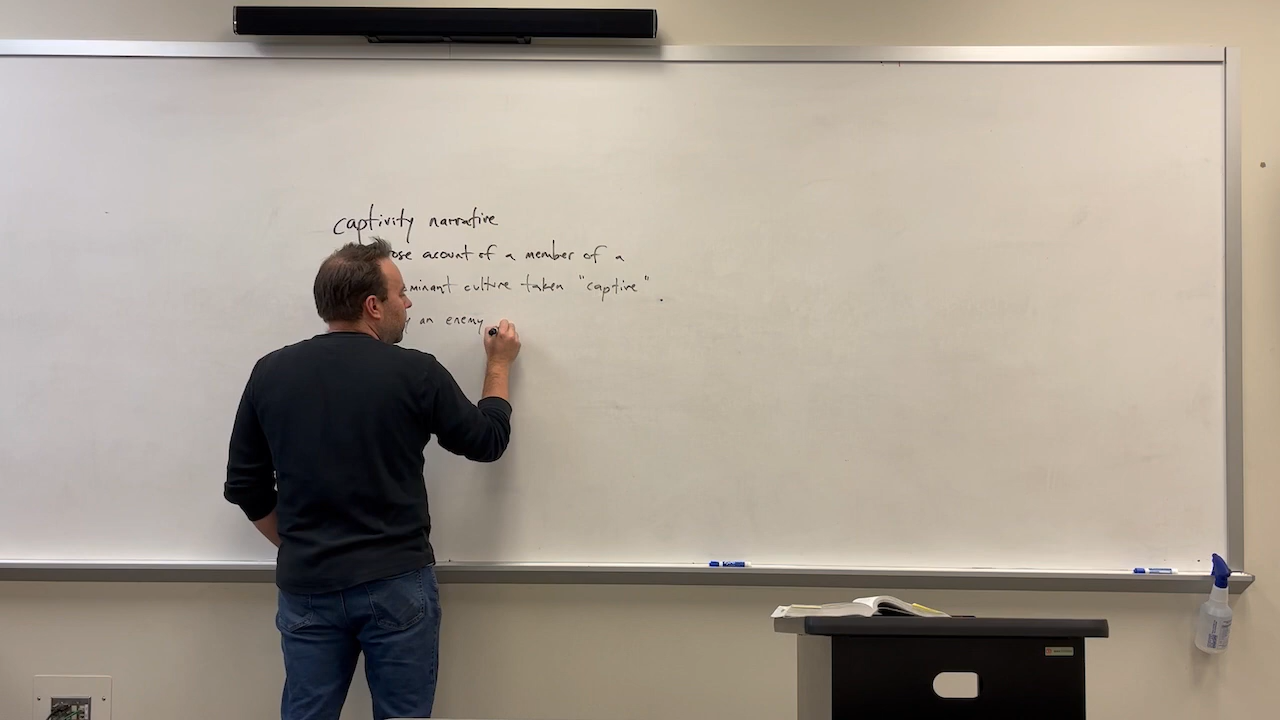 captivity narrative
ose acount of a member of a
minant culture taken "captive"
an enemy